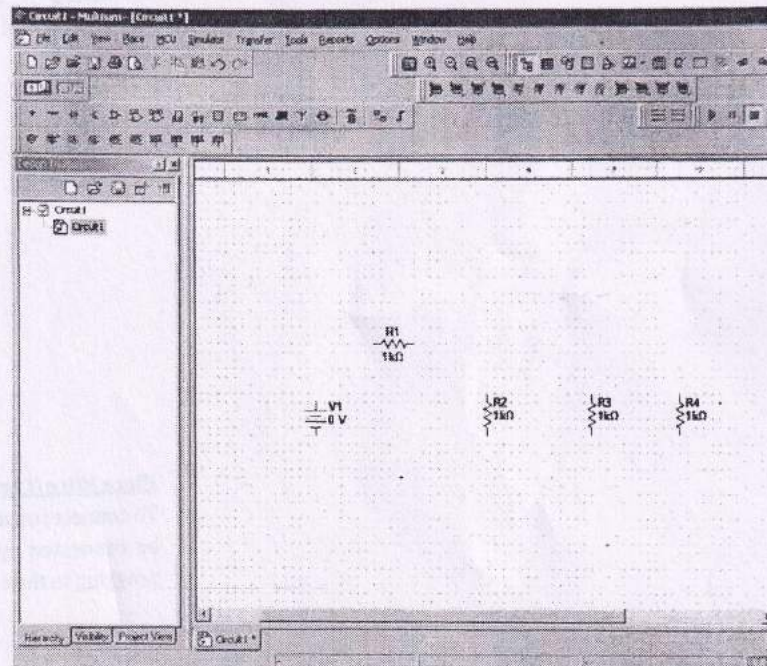 Circuit1 - Multisim - [Circuit1 *]
File Edit View Place MCU Simulate Transfer Tools Reports Options Window Help
Circuit1
Circuit1
R1
1kΩ
V1
0 V
R2
1kΩ
R3
1kΩ
R4
1kΩ
Hierarchy Visibility Project View
Circuit1 *